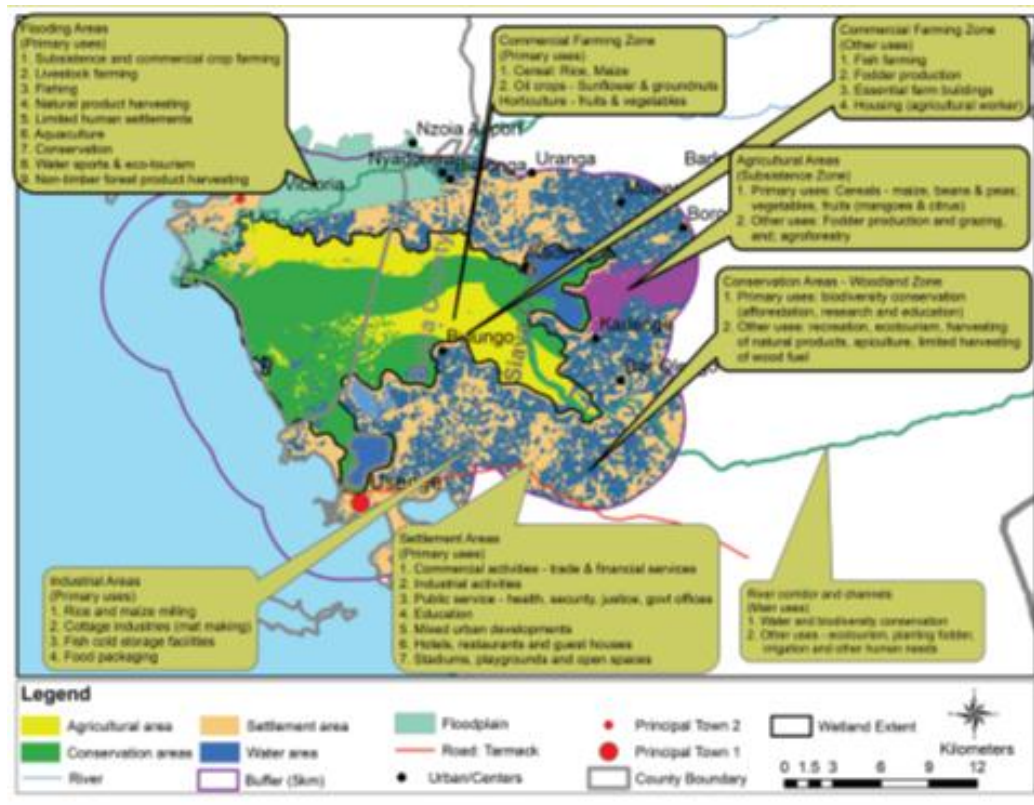 Flooding Areas
(Primary uses)
1. Subsistence and commercial crop farming
2. Livestock farming
3. Fishing
4. Natural product harvesting
5. Limited human settlements
6. Aquaculture
7. Conservation
8. Water sports & eco-tourism
9. Non-timber forest product harvesting
Commercial Farming Zone
(Primary uses)
1. Cereal: Rice, Maize
2. Oil crops - Sunflower & groundnuts
Horticulture - fruits & vegetables
Commercial Farming Zone
(Other uses)
1. Fish farming
2. Fodder production
3. Essential farm buildings
4. Housing (agricultural worker)
Agricultural Areas
(Subsistence Zone)
1. Primary uses: Cereals - maize, beans & peas;
vegetables, fruits (mangoes & citrus)
2. Other uses: Fodder production and grazing,
and; agroforestry
Conservation Areas - Woodland Zone
1. Primary uses: biodiversity conservation
(afforestation, research and education)
2. Other uses: recreation, ecotourism, harvesting
of natural products, apiculture, limited harvesting
of wood fuel
Nzoia
Uranga
Victoria
Usenge
Industrial Areas
(Primary uses)
1. Rice and maize milling
2. Cottage industries (mat making)
3. Fish cold storage facilities
4. Food packaging
Settlement Areas
(Primary uses)
1. Commercial activities - trade & financial services
2. Industrial activities
3. Public service - health, security, justice, govt offices
4. Education
5. Mixed urban developments
6. Hotels, restaurants and guest houses
7. Stadiums, playgrounds and open spaces
River corridor and channels
(Main uses)
1. Water and biodiversity conservation
2. Other uses - ecotourism, planting fodder,
irrigation and other human needs
Legend
Agricultural area
Settlement area
Floodplain
Principal Town 2
Wetland Extent
Conservation areas
Water area
Road: Tarmack
Principal Town 1
Kilometers
River
Buffer (5km)
Urban/Centers
County Boundary
0 1.5 3 6 9 12